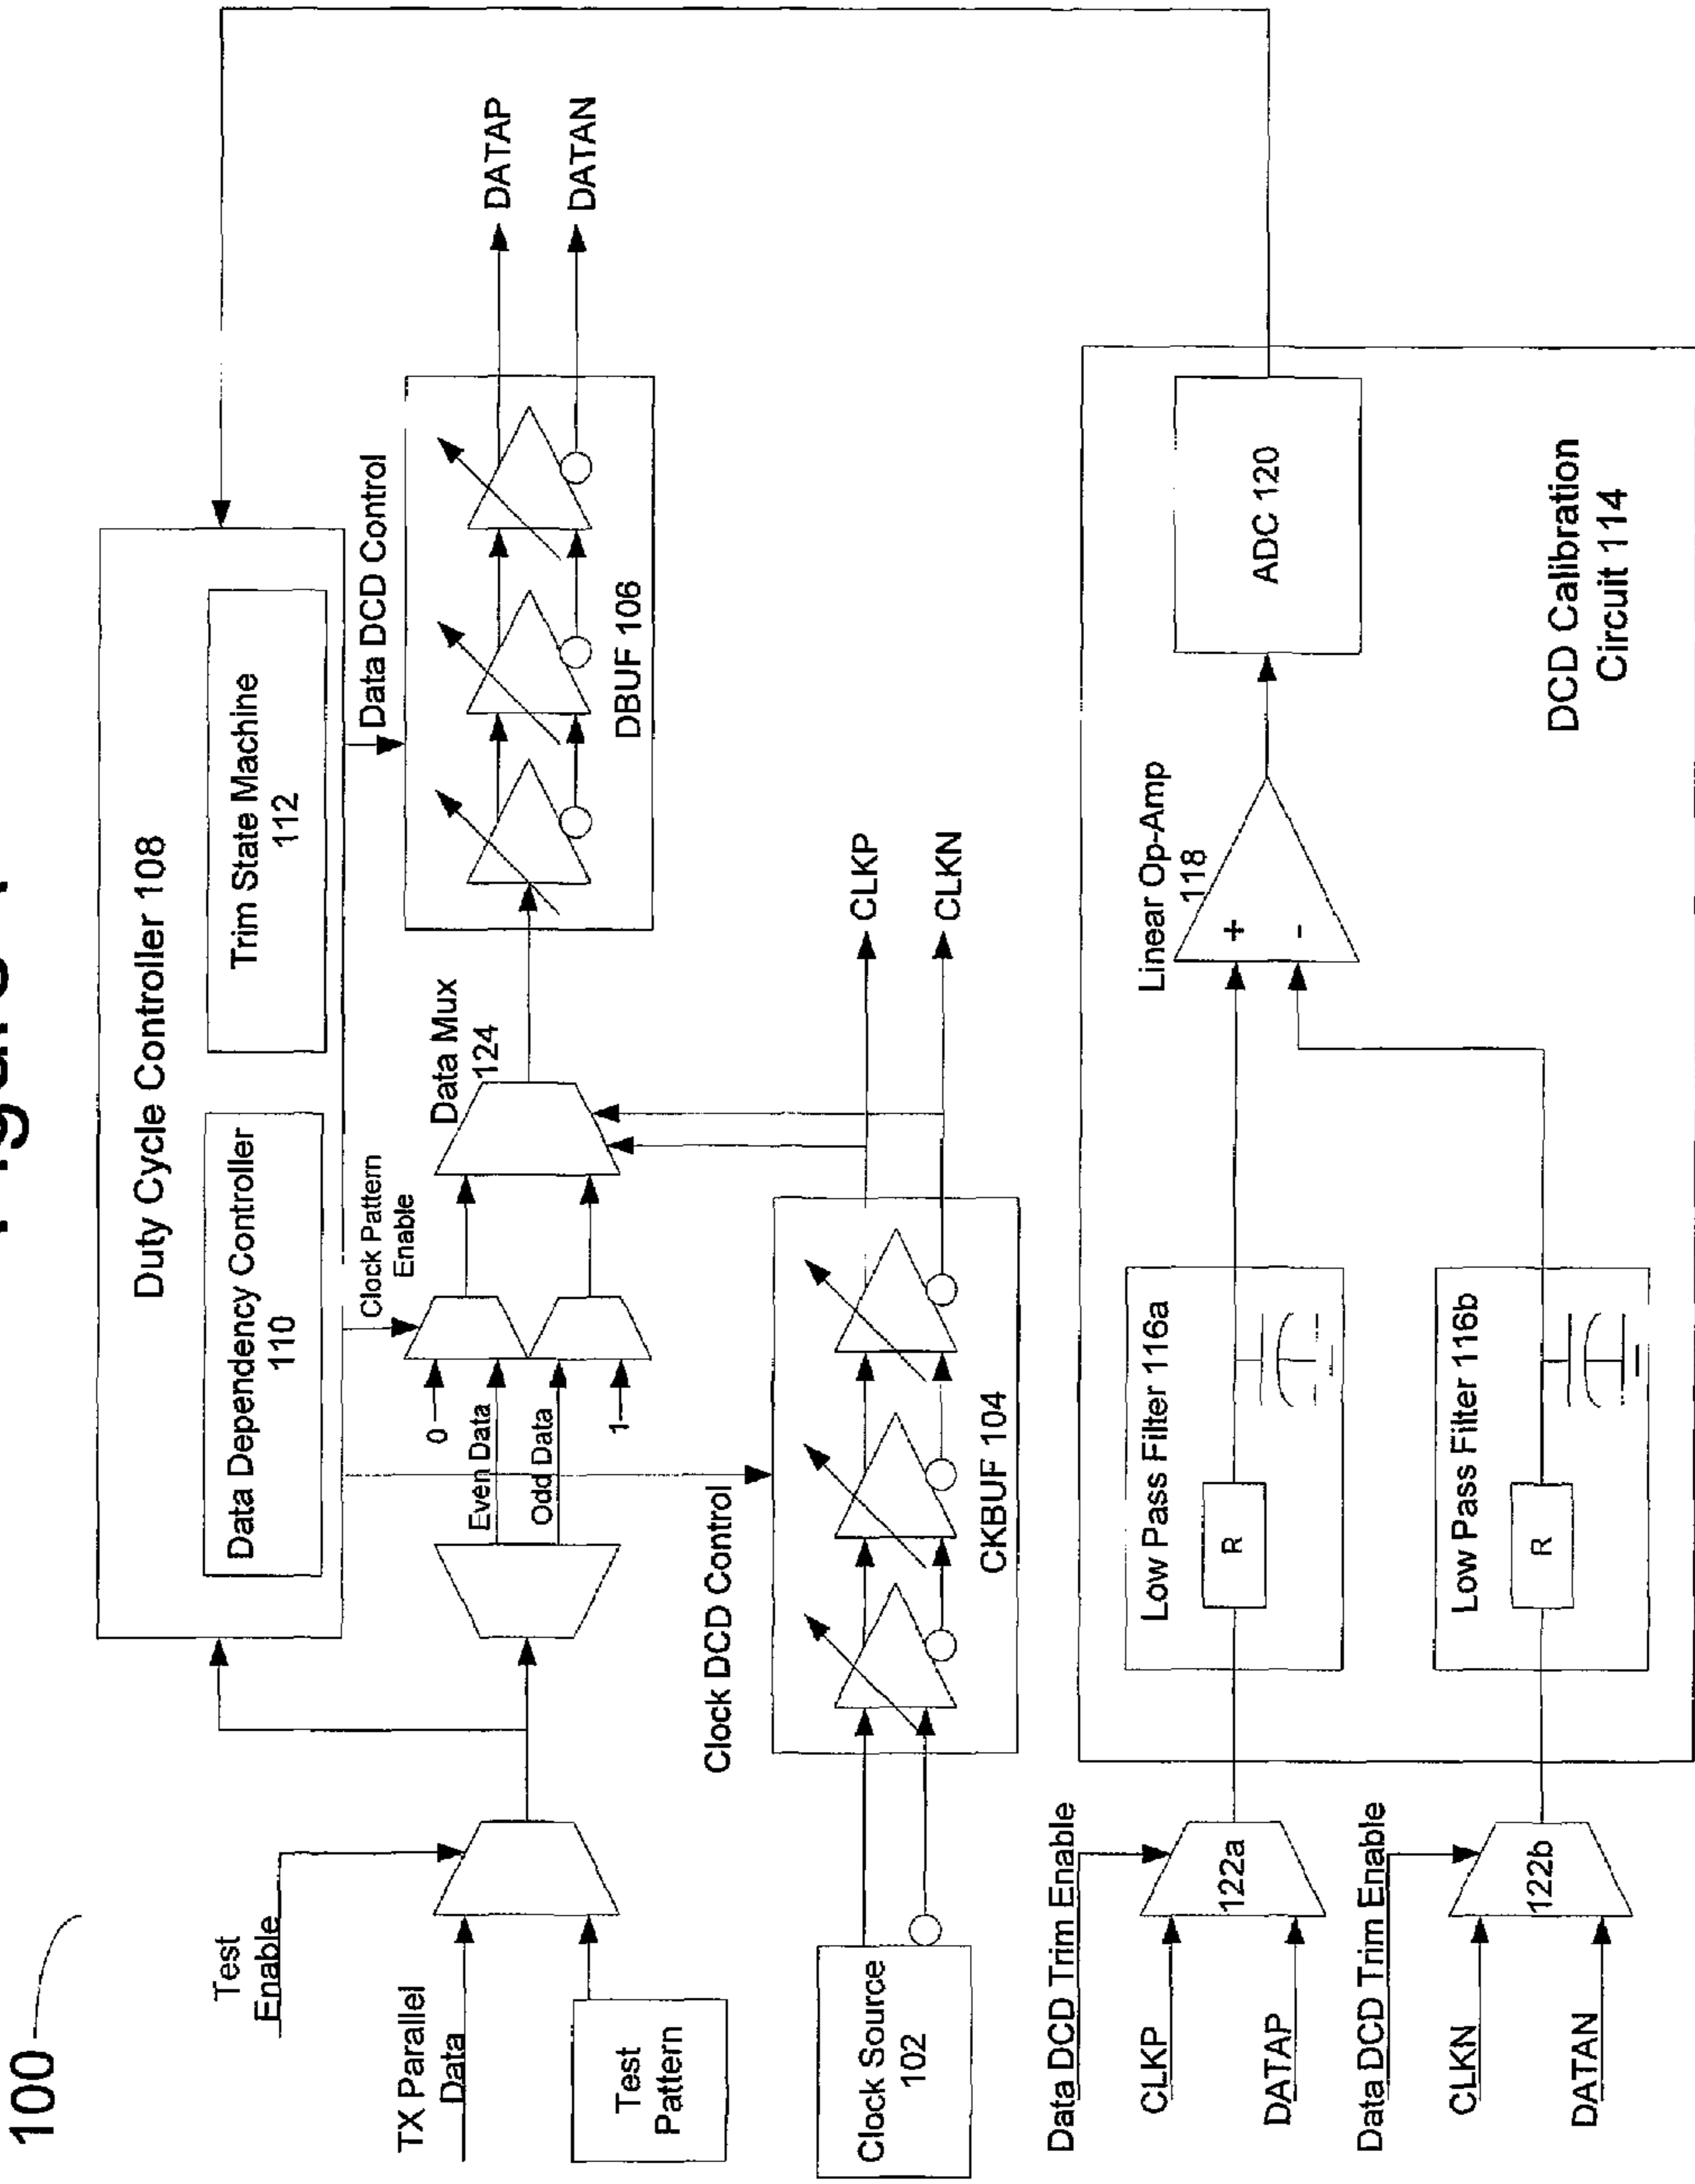 100
Duty Cycle Controller 108
Data Dependency Controller
110
Trim State Machine
112
Test
Enable
TX Parallel
Data
Test
Pattern
Even Data
Odd Data
0
1
Clock Pattern
Enable
Data Mux
124
Data DCD Control
DBUF 106
DATAP
DATAN
Clock DCD Control
Clock Source
102
CKBUF 104
CLKP
CLKN
Data DCD Trim Enable
CLKP
DATAP
122a
Data DCD Trim Enable
CLKN
DATAN
122b
Low Pass Filter 116a
R
Low Pass Filter 116b
R
Linear Op-Amp
118
+
-
ADC 120
DCD Calibration
Circuit 114